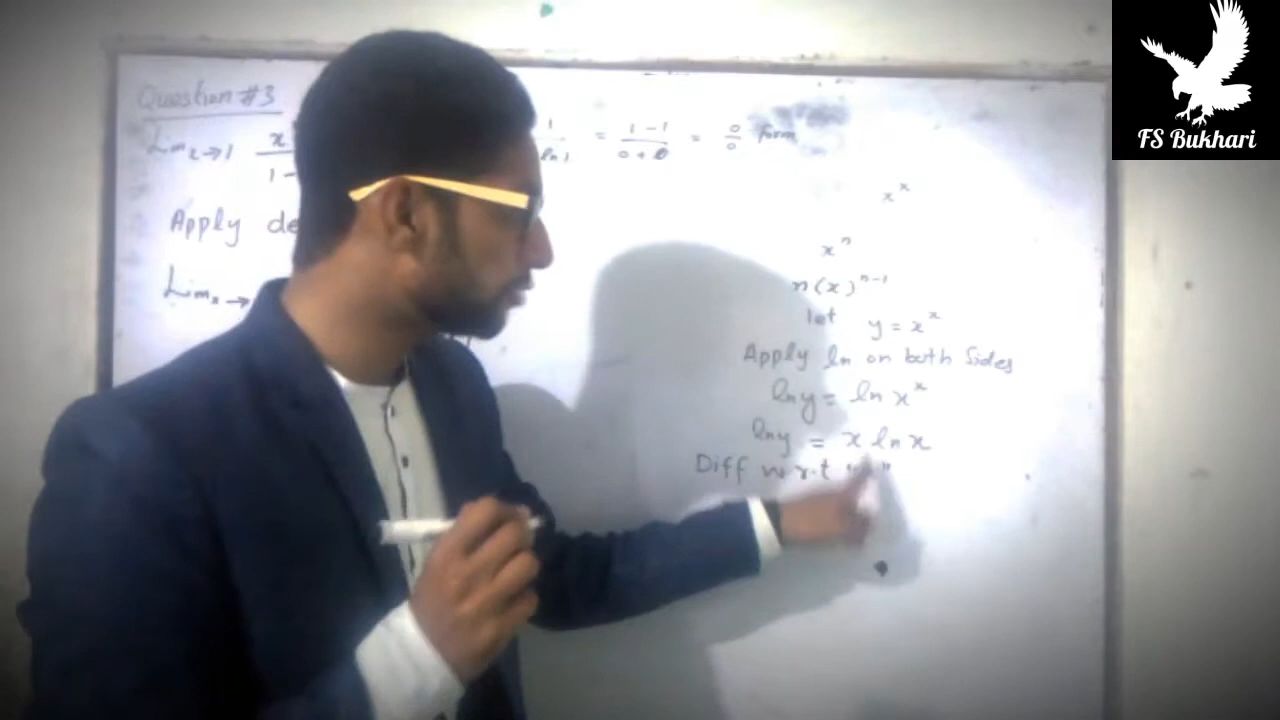 FS Bukhari
Question #3
Lim x→1 x 1 ln 1 = 1-1 / 0+0 = 0/0 form
1-
Apply de
Lim x→
x^x
x^n
n(x)^n-1
let y = x^x
Apply ln on both Sides
lny = ln x^x
lny = x ln x
Diff w.r.t